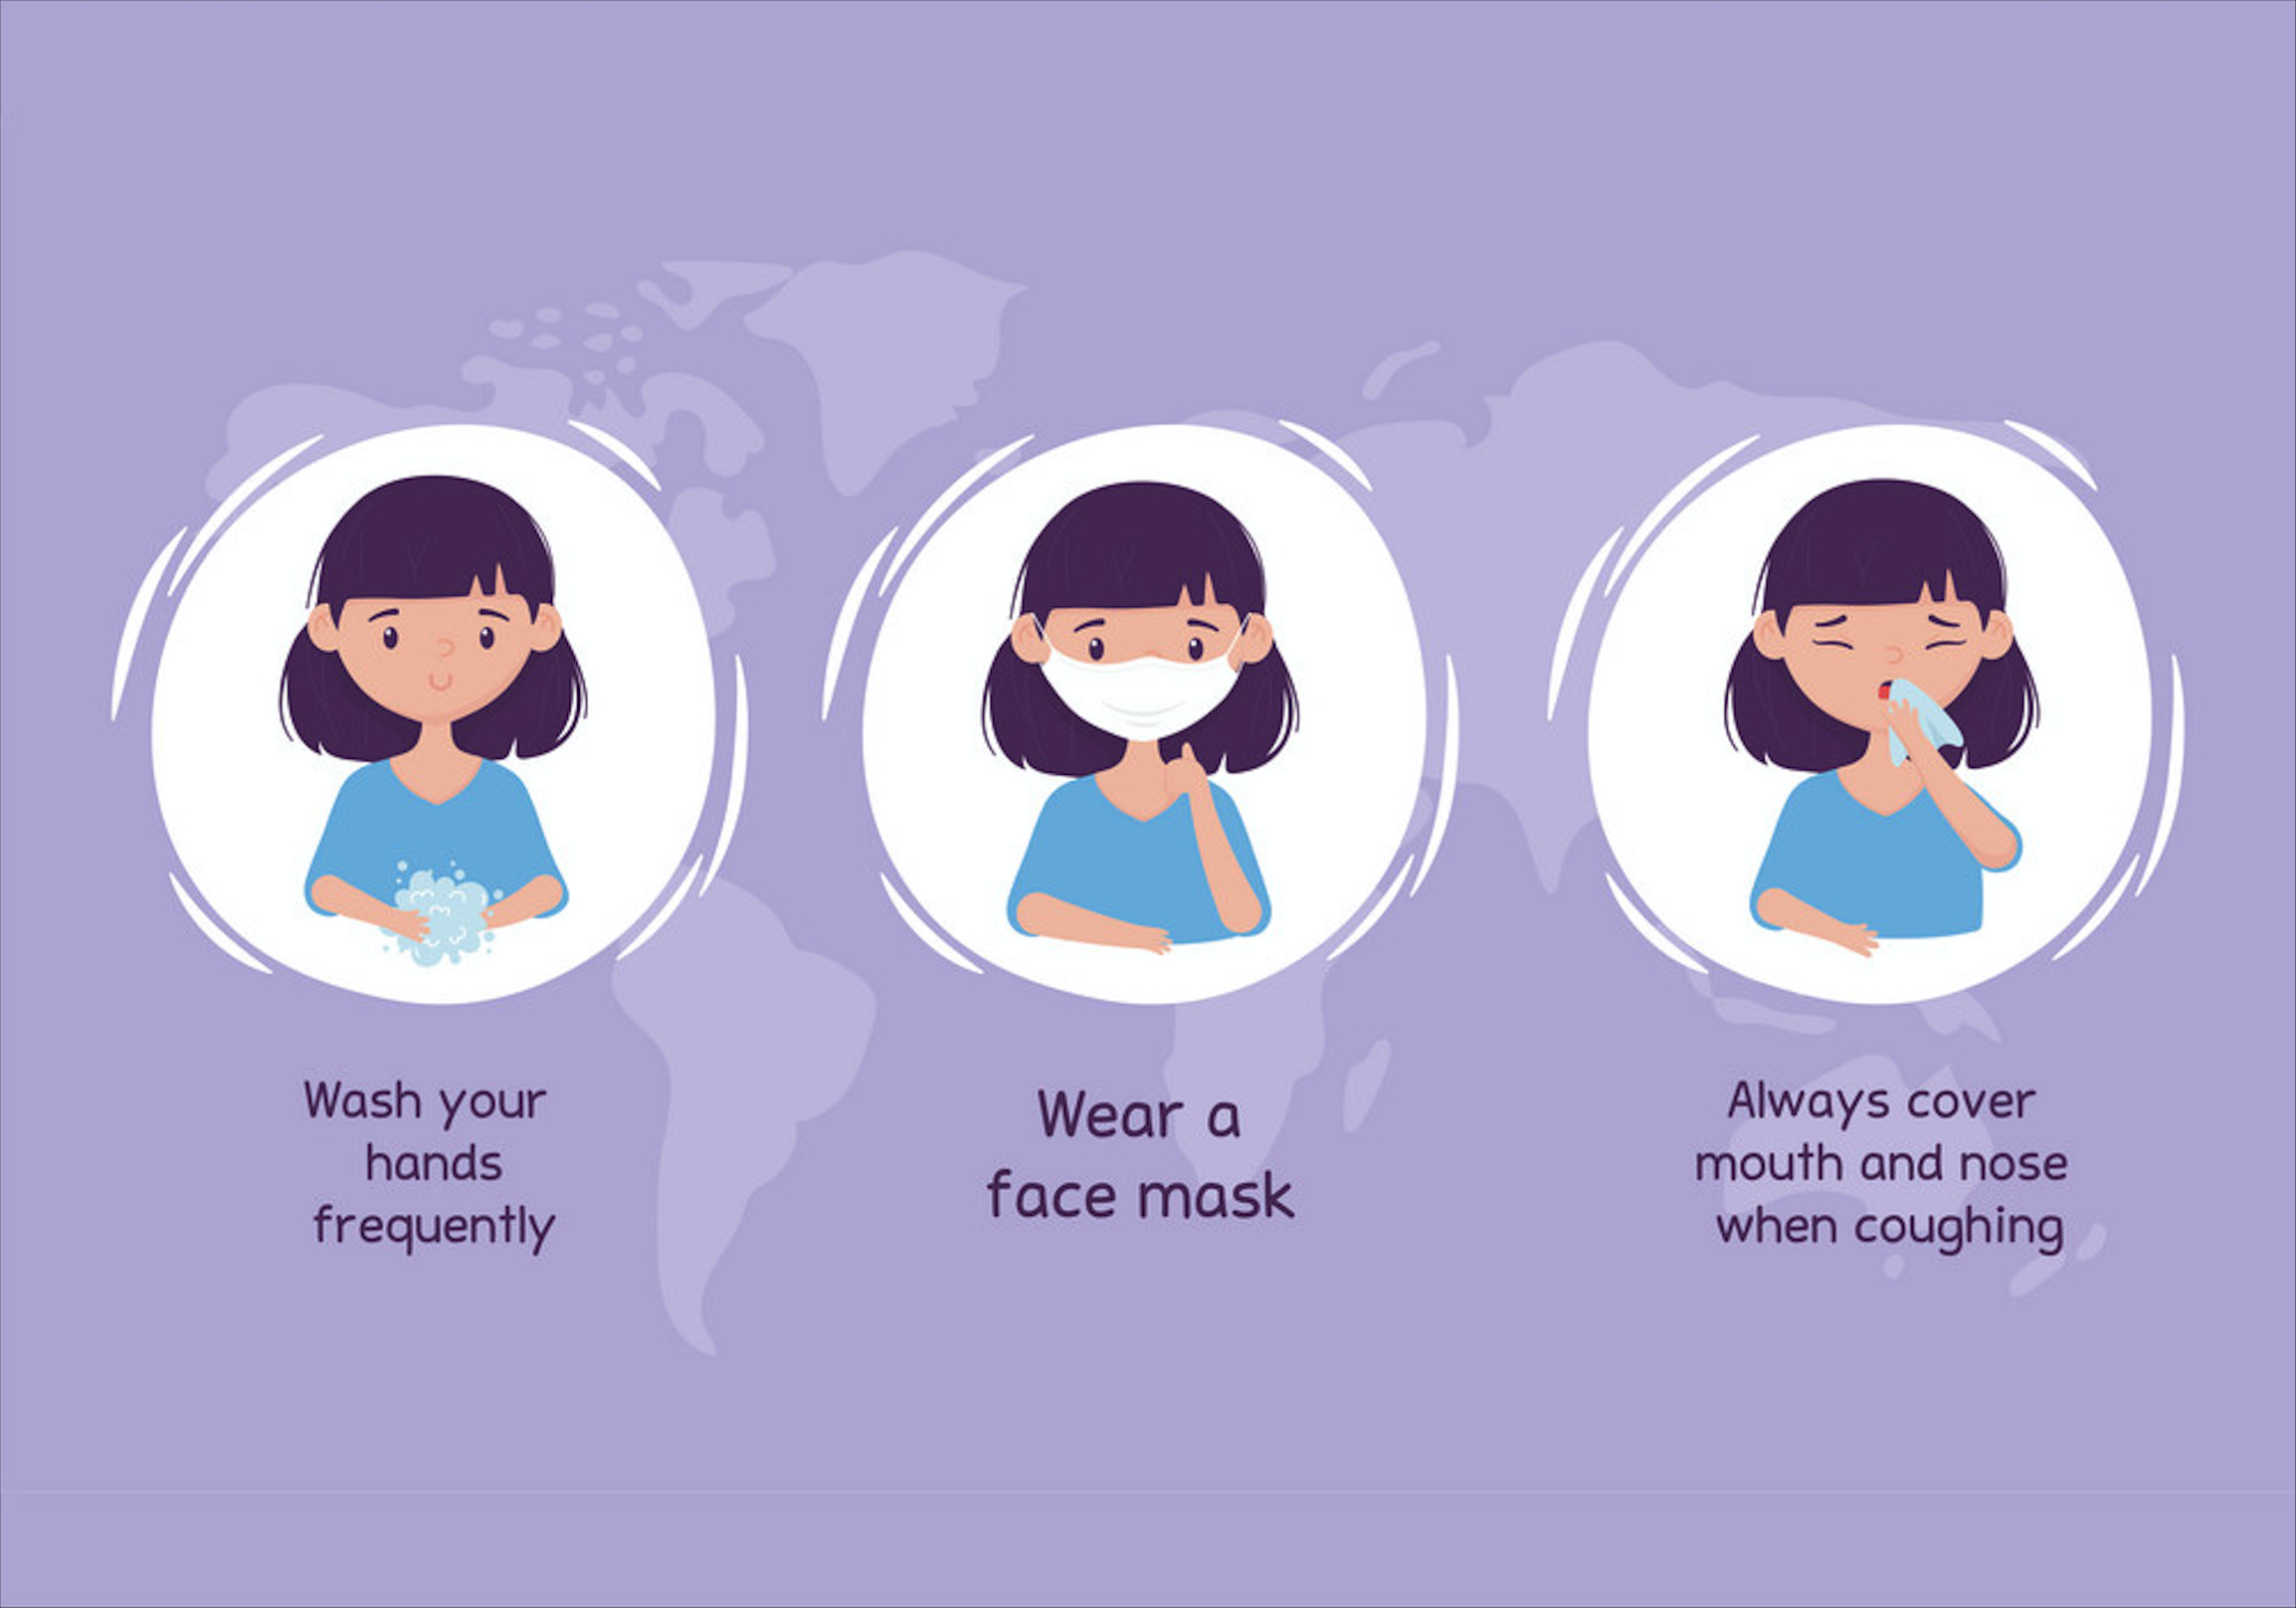 Wash your
hands
frequently
Wear a
face mask
Always cover
mouth and nose
when coughing